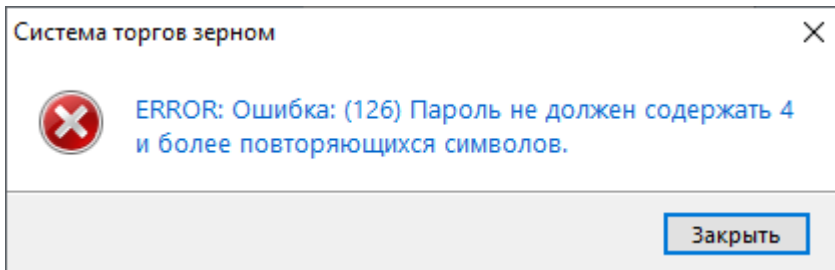 Система торгов зерном
ERROR: Ошибка: (126) Пароль не должен содержать 4
и более повторяющихся символов.
Закрыть